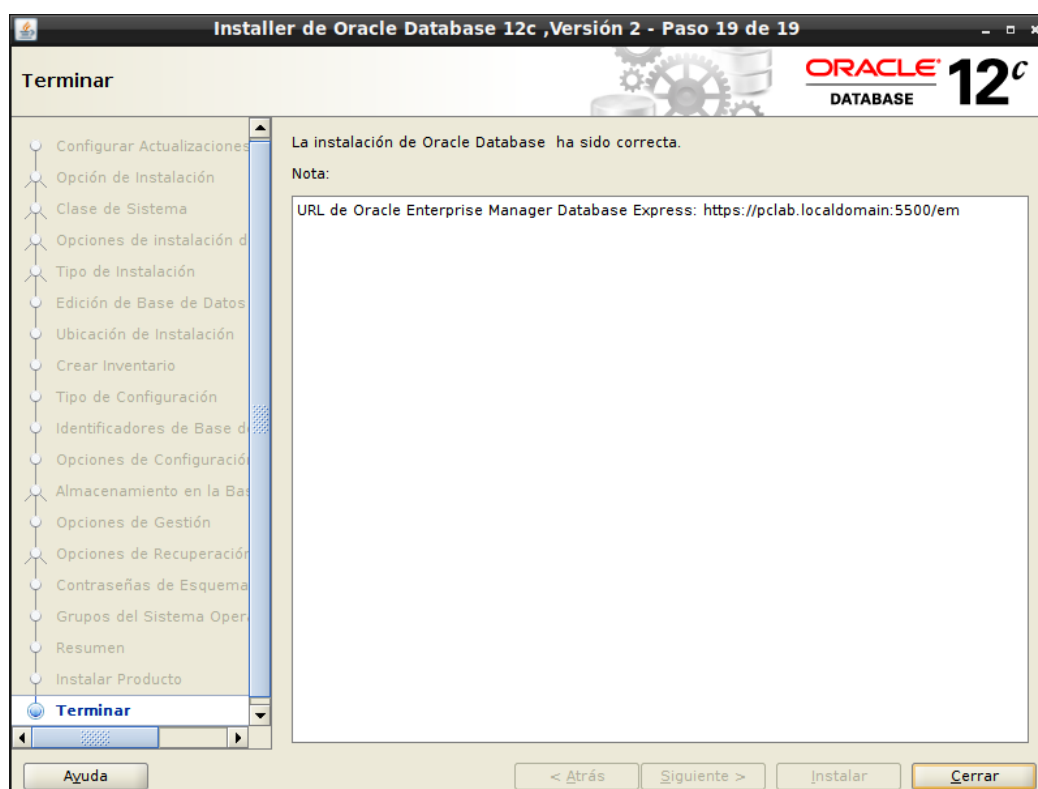 Installer de Oracle Database 12c ,Versión 2 - Paso 19 de 19
Terminar
ORACLE 12c
DATABASE
Configurar Actualizaciones
Opción de Instalación
Clase de Sistema
Opciones de instalación d
Tipo de Instalación
Edición de Base de Datos
Ubicación de Instalación
Crear Inventario
Tipo de Configuración
Identificadores de Base de
Opciones de Configuración
Almacenamiento en la Bas
Opciones de Gestión
Opciones de Recuperación
Contraseñas de Esquema
Grupos del Sistema Opera
Resumen
Instalar Producto
Terminar
La instalación de Oracle Database  ha sido correcta.
Nota:
URL de Oracle Enterprise Manager Database Express: https://pclab.localdomain:5500/em
Ayuda
< Atrás
Siguiente >
Instalar
Cerrar